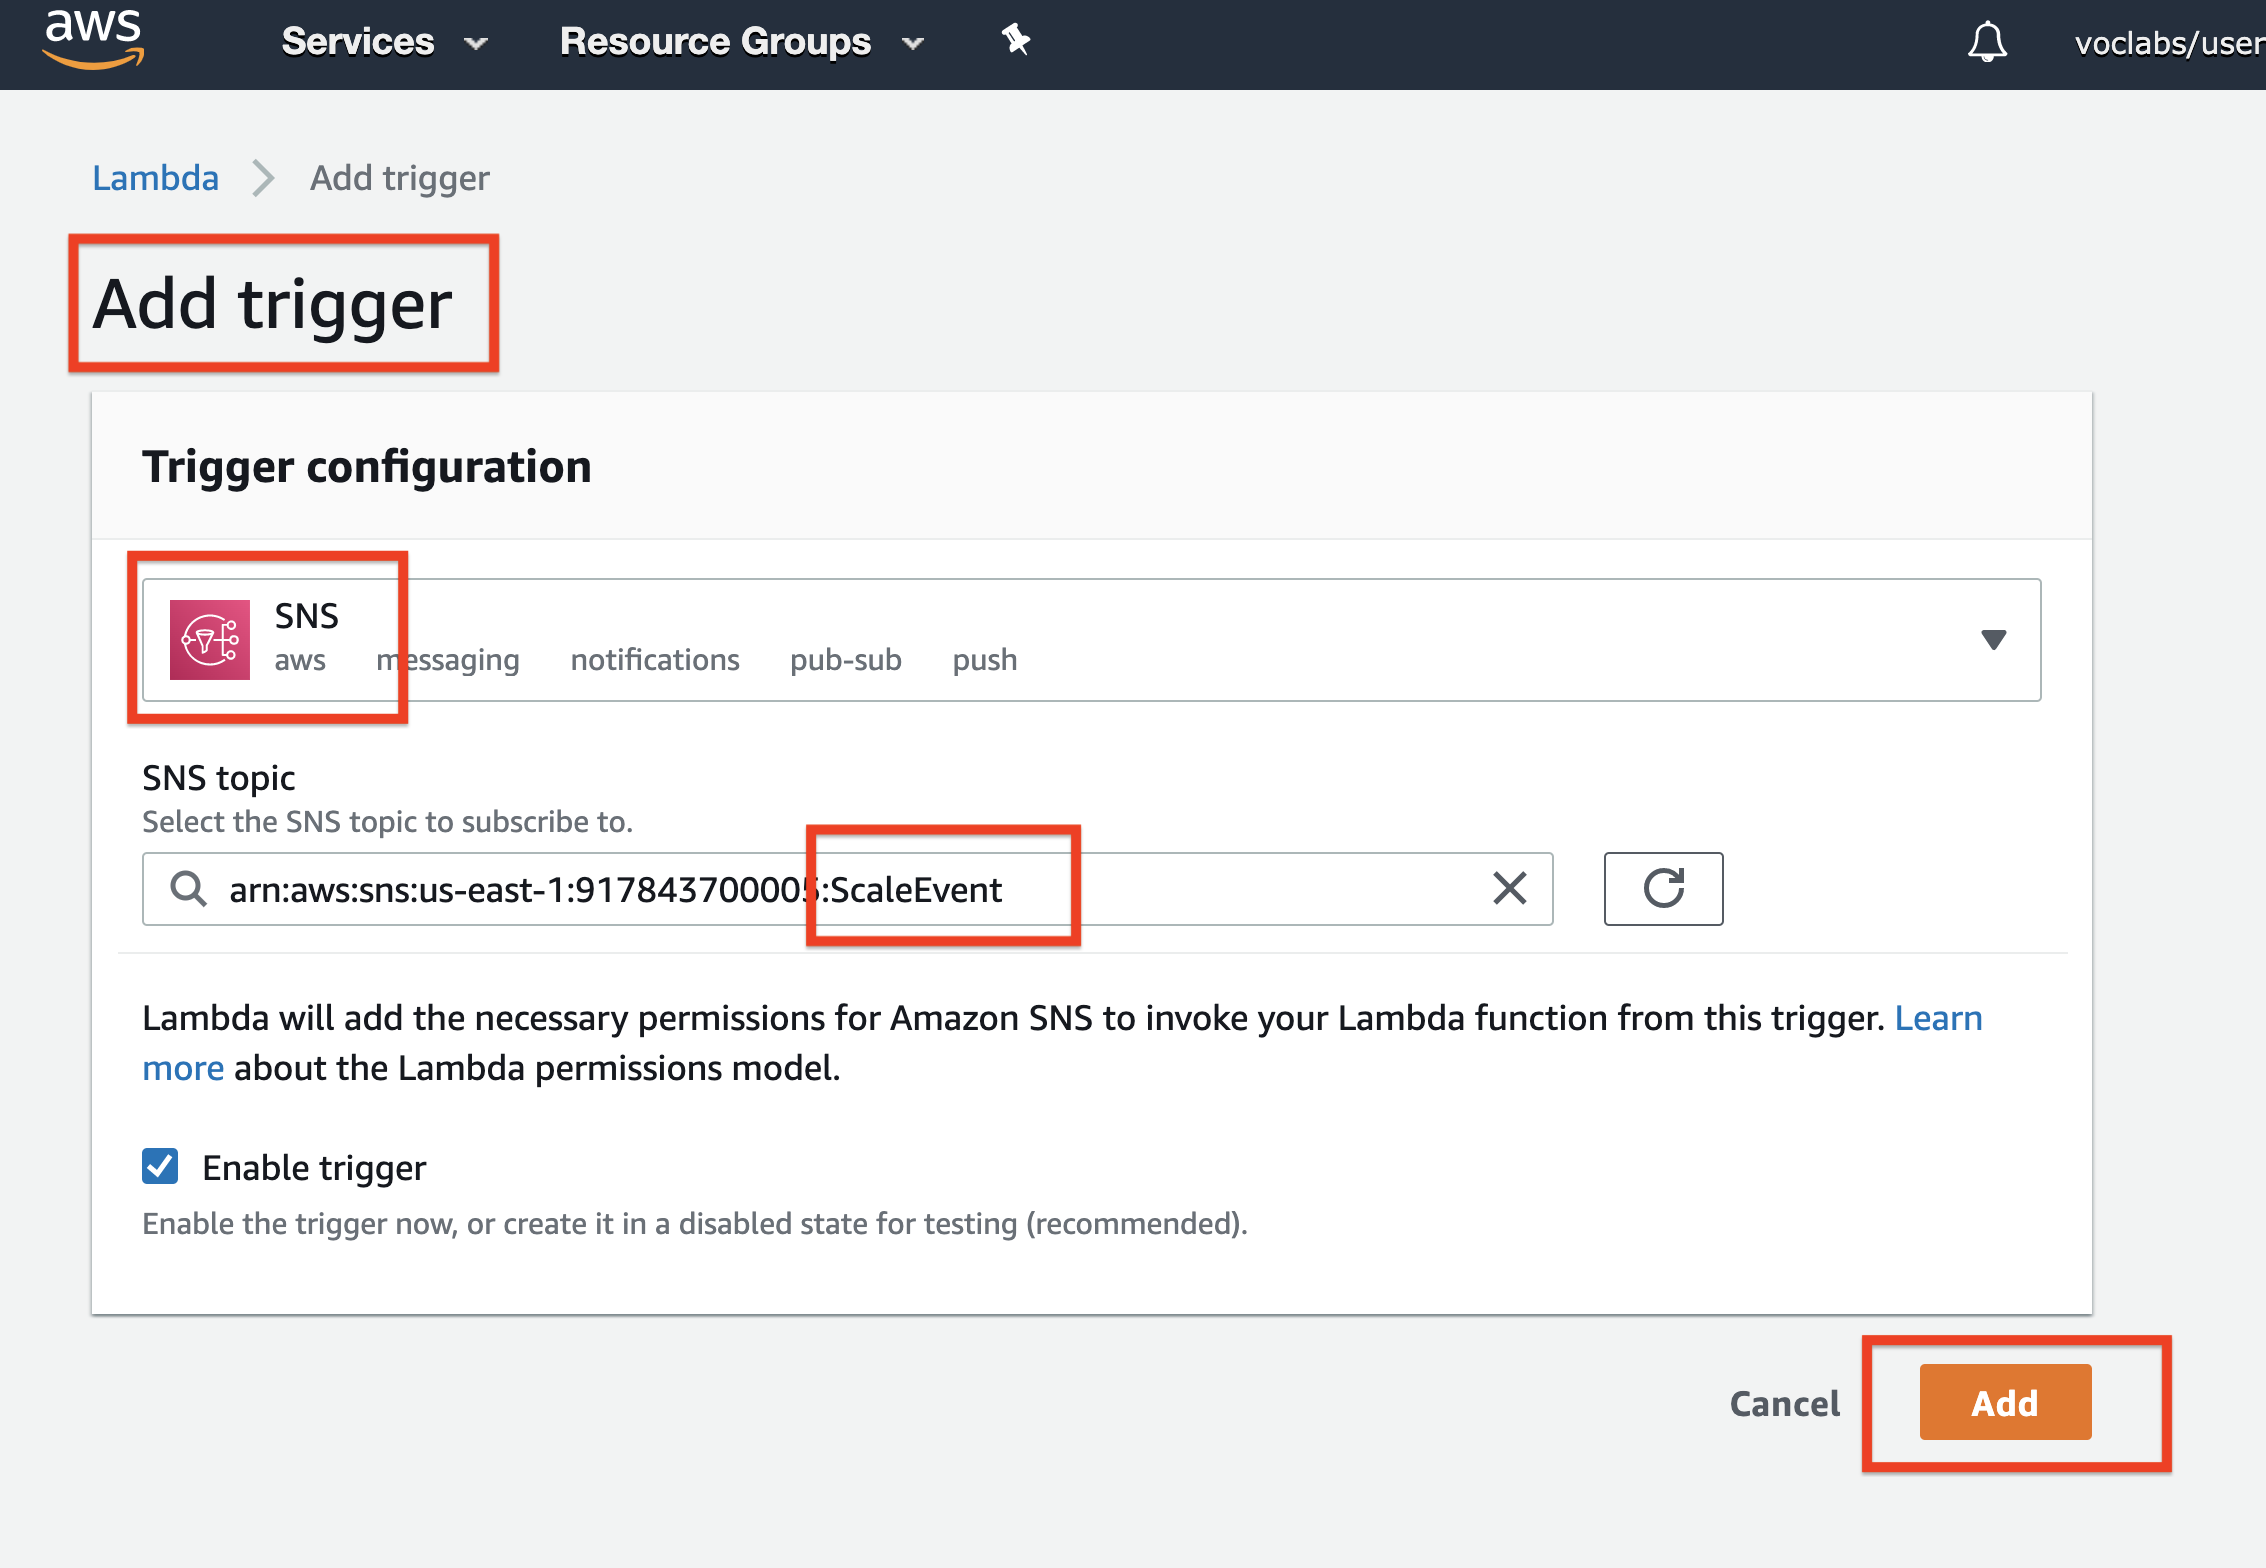 aws Services Resource Groups voclabs/user
Lambda Add trigger
Add trigger
Trigger configuration
SNS
aws messaging notifications pub-sub push
SNS topic
Select the SNS topic to subscribe to.
arn:aws:sns:us-east-1:917843700005:ScaleEvent
Lambda will add the necessary permissions for Amazon SNS to invoke your Lambda function from this trigger. Learn
more about the Lambda permissions model.
Enable trigger
Enable the trigger now, or create it in a disabled state for testing (recommended).
Cancel Add